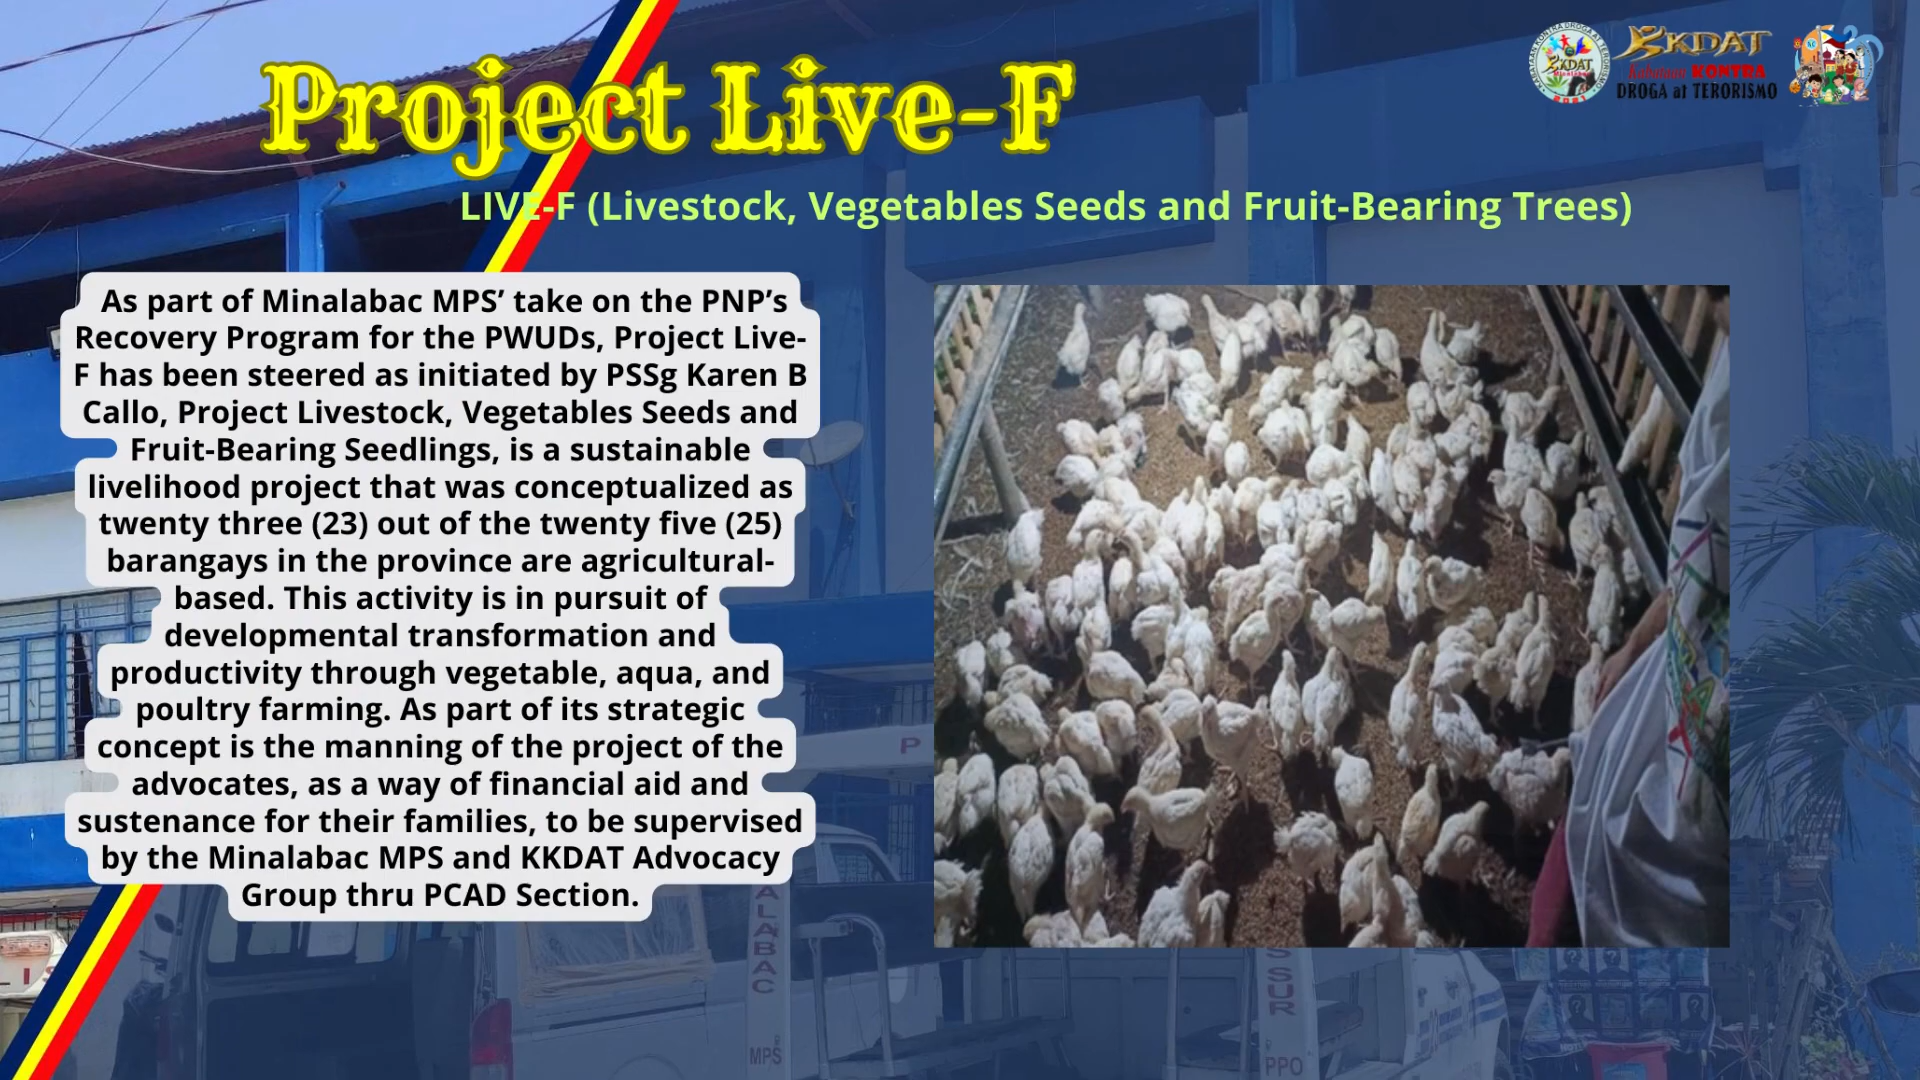 Project Live-F
KKDAT
Kabataan KONTRA
DROGA at TERORISMO
LIVE-F (Livestock, Vegetables Seeds and Fruit-Bearing Trees)
As part of Minalabac MPS’ take on the PNP’s
Recovery Program for the PWUDs, Project Live-
F has been steered as initiated by PSSg Karen B
Callo, Project Livestock, Vegetables Seeds and
Fruit-Bearing Seedlings, is a sustainable
livelihood project that was conceptualized as
twenty three (23) out of the twenty five (25)
barangays in the province are agricultural-
based. This activity is in pursuit of
developmental transformation and
productivity through vegetable, aqua, and
poultry farming. As part of its strategic
concept is the manning of the project of the
advocates, as a way of financial aid and
sustenance for their families, to be supervised
by the Minalabac MPS and KKDAT Advocacy
Group thru PCAD Section.
P
ALABAC
MPS
S SUR
PPO